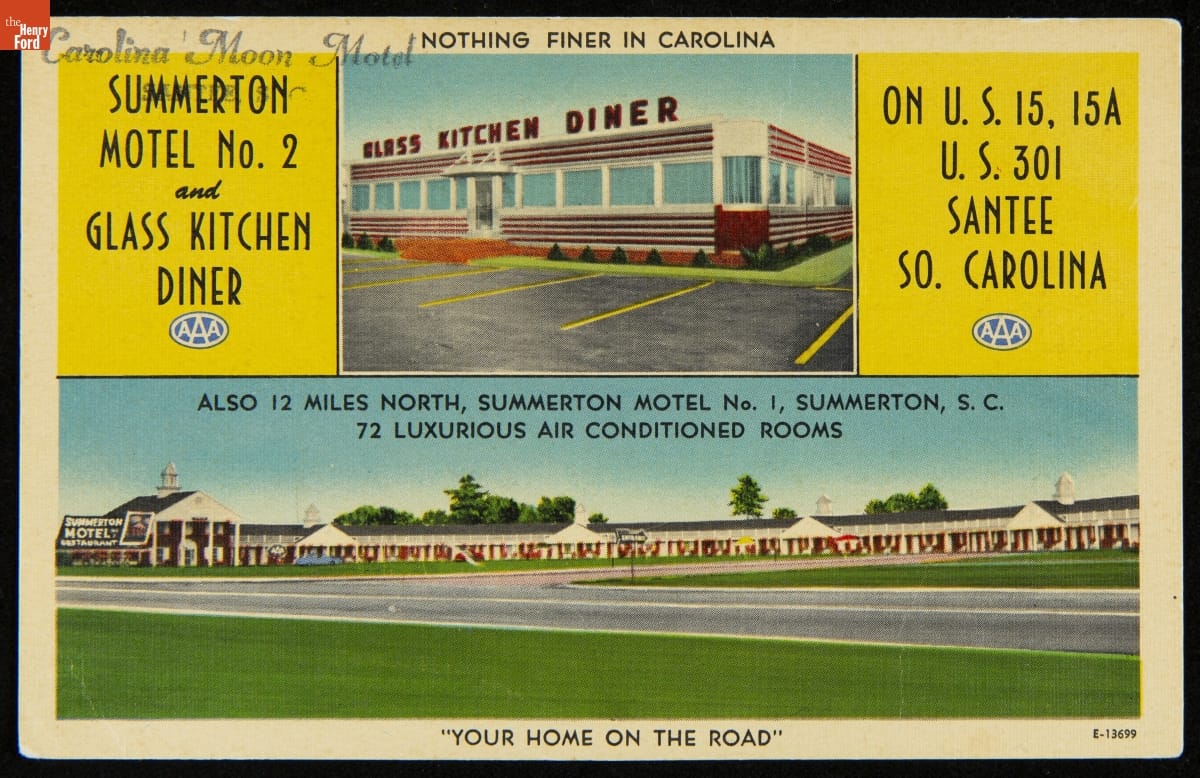 the
Henry
Ford
Carolina Moon Motel
SANTEE, S. C.
NOTHING FINER IN CAROLINA
SUMMERTON
MOTEL No. 2
and
GLASS KITCHEN
DINER
AAA
GLASS KITCHEN DINER
ON U. S. 15, 15A
U. S. 301
SANTEE
SO. CAROLINA
AAA
ALSO 12 MILES NORTH, SUMMERTON MOTEL No. 1, SUMMERTON, S. C.
72 LUXURIOUS AIR CONDITIONED ROOMS
SUMMERTON
MOTEL
RESTAURANT
"YOUR HOME ON THE ROAD"
E-13699